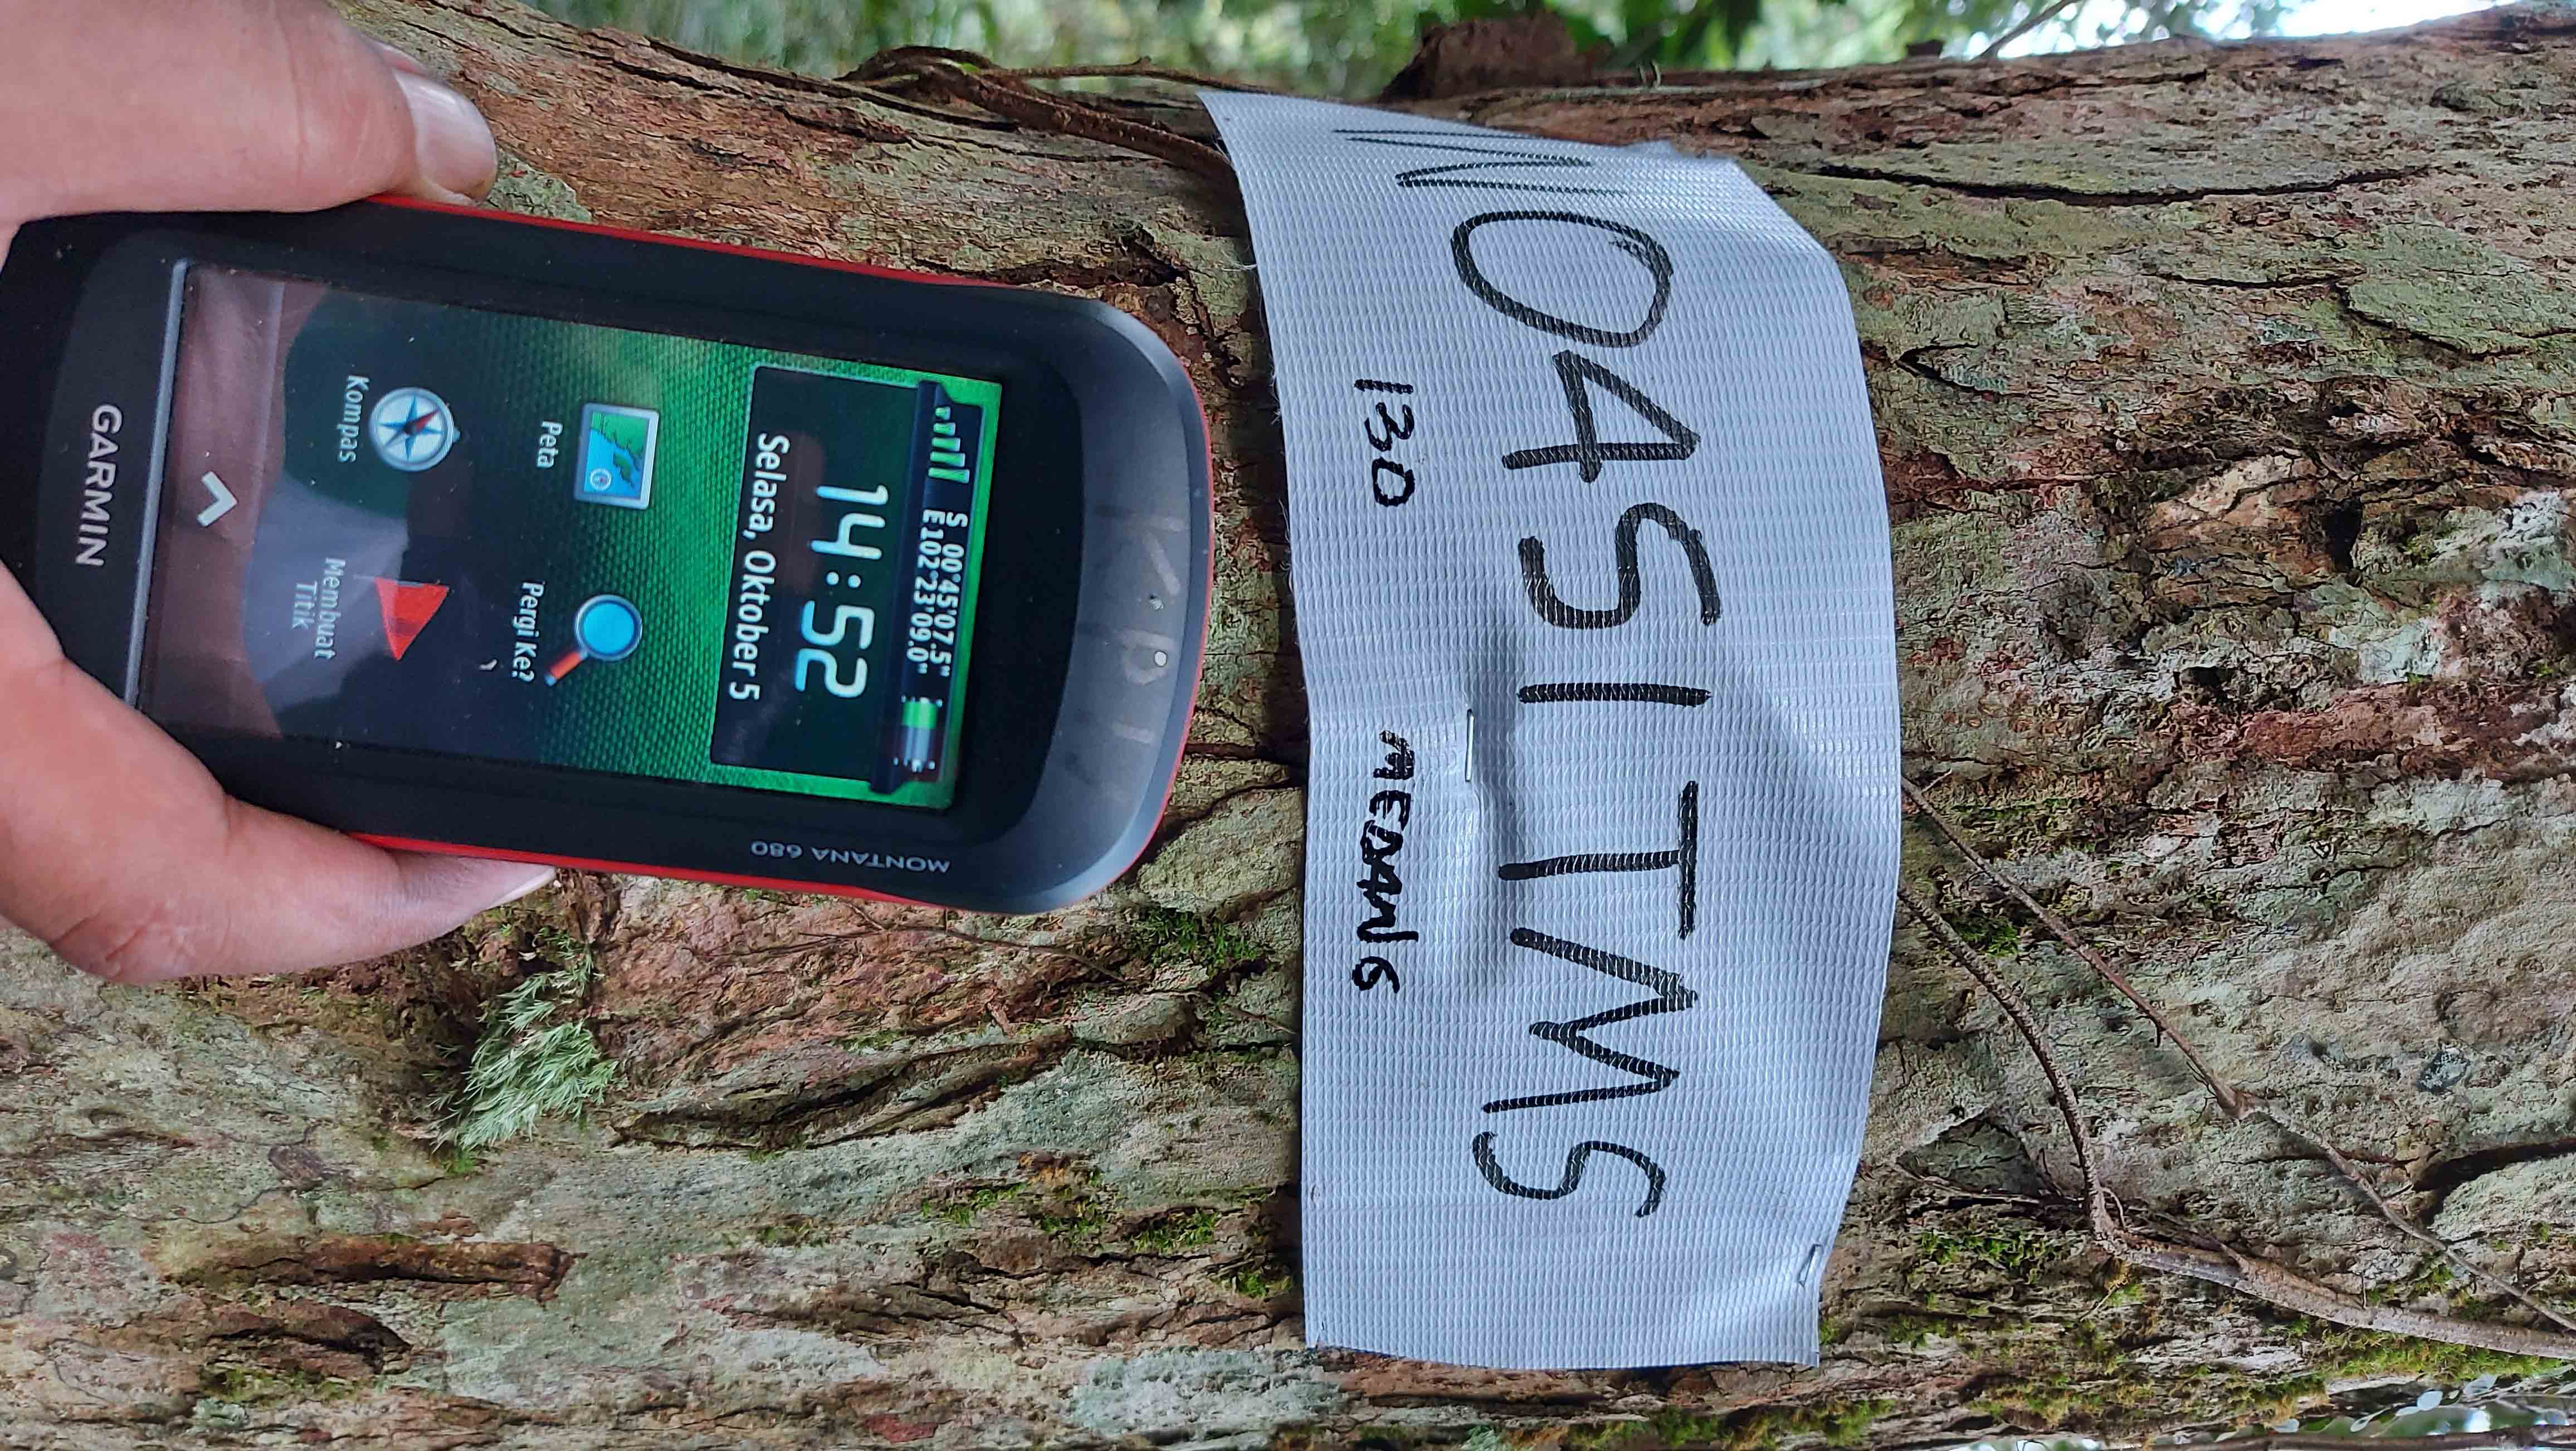 S 00°45'07.5"
E102°23'09.0"
14:52
Selasa, Oktober 5
Peta
Pergi Ke?
Kompas
Membuat
Titik
GARMIN
MONTANA 680
N04SITMS
130 MEDANG